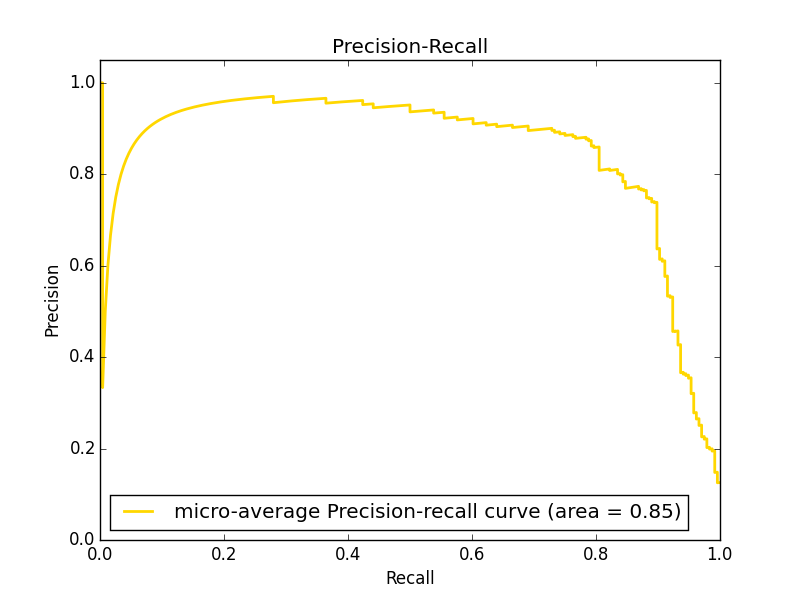 Precision-Recall
1.0
0.8
0.6
0.4
0.2
0.0
Precision
micro-average Precision-recall curve (area = 0.85)
0.0 0.2 0.4 0.6 0.8 1.0
Recall